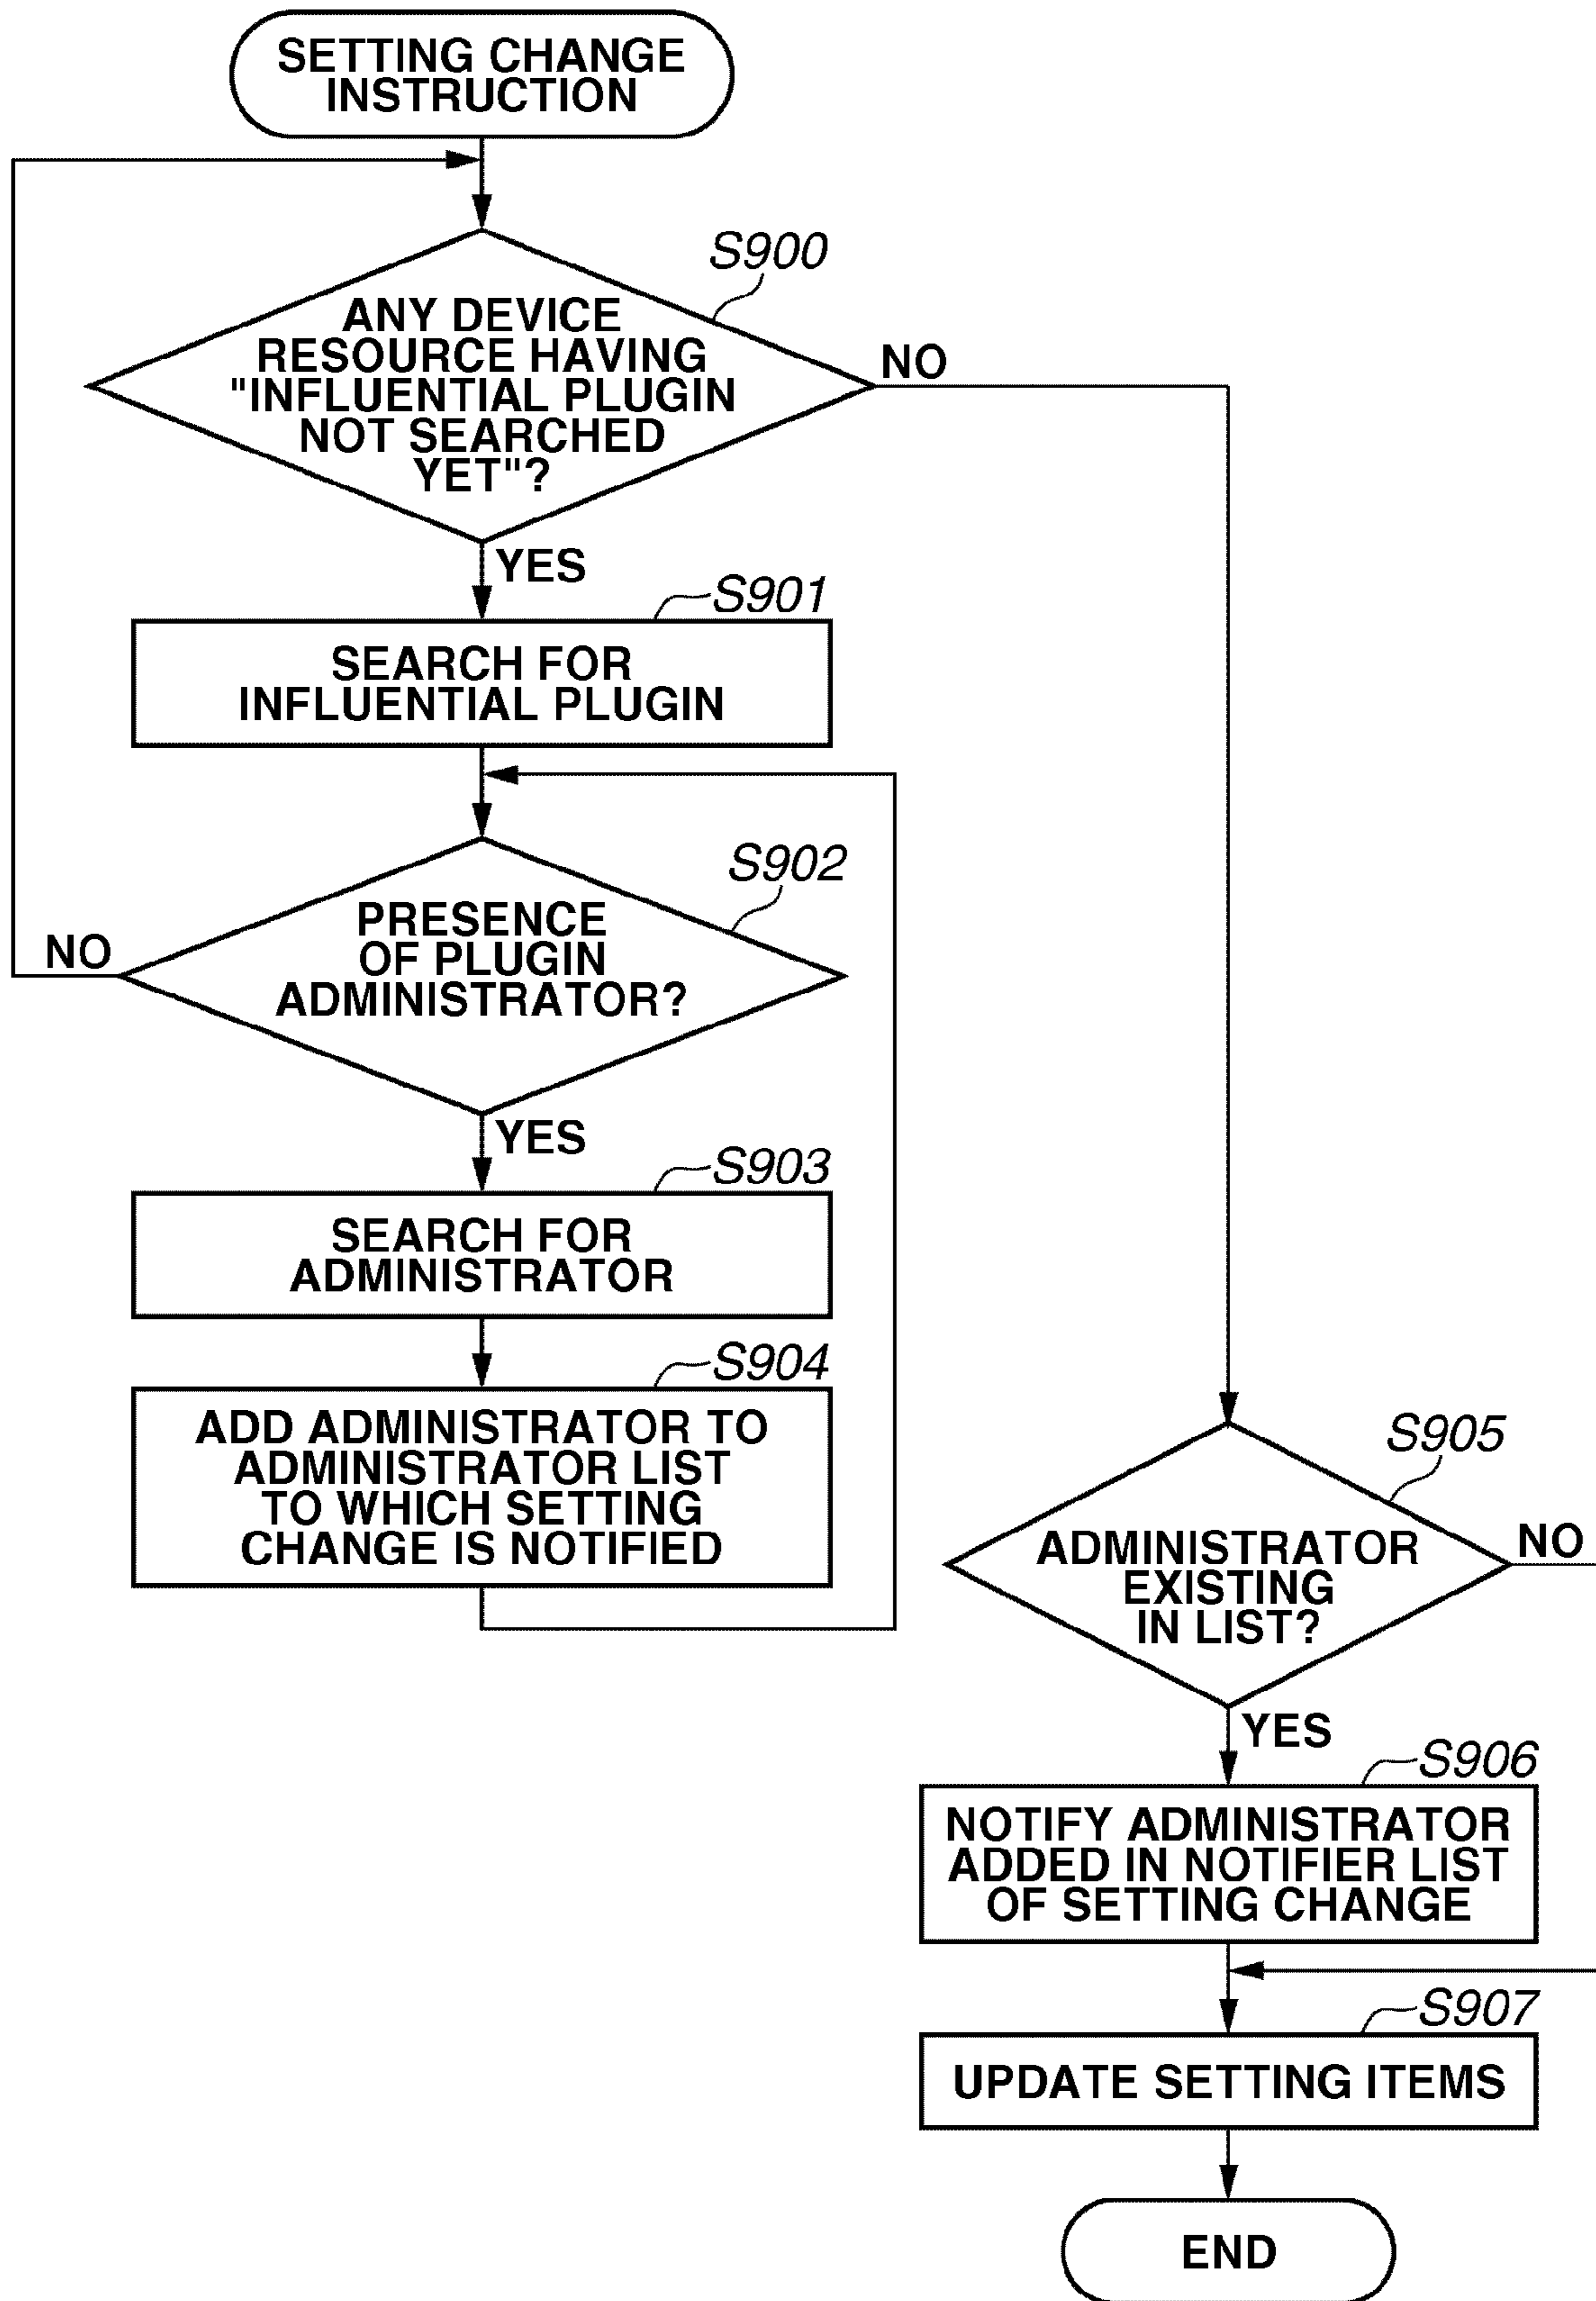 SETTING CHANGE
INSTRUCTION
S900
ANY DEVICE
RESOURCE HAVING
"INFLUENTIAL PLUGIN
NOT SEARCHED
YET"?
NO
YES
S901
SEARCH FOR
INFLUENTIAL PLUGIN
S902
PRESENCE
OF PLUGIN
ADMINISTRATOR?
NO
YES
S903
SEARCH FOR
ADMINISTRATOR
S904
ADD ADMINISTRATOR TO
ADMINISTRATOR LIST
TO WHICH SETTING
CHANGE IS NOTIFIED
S905
ADMINISTRATOR
EXISTING
IN LIST?
NO
YES
S906
NOTIFY ADMINISTRATOR
ADDED IN NOTIFIER LIST
OF SETTING CHANGE
S907
UPDATE SETTING ITEMS
END